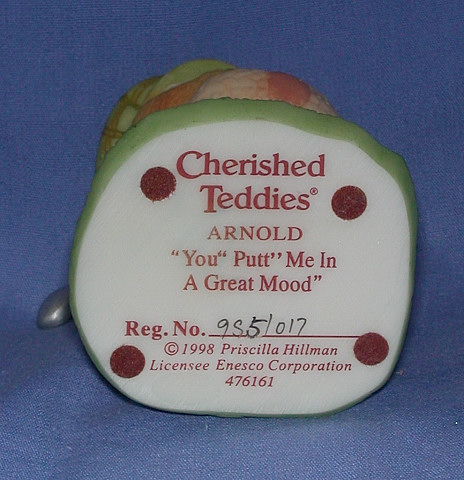 Cherished
Teddies®
ARNOLD
"You" Putt" Me In
A Great Mood"
Reg. No. 9S5/017
© 1998 Priscilla Hillman
Licensee Enesco Corporation
476161